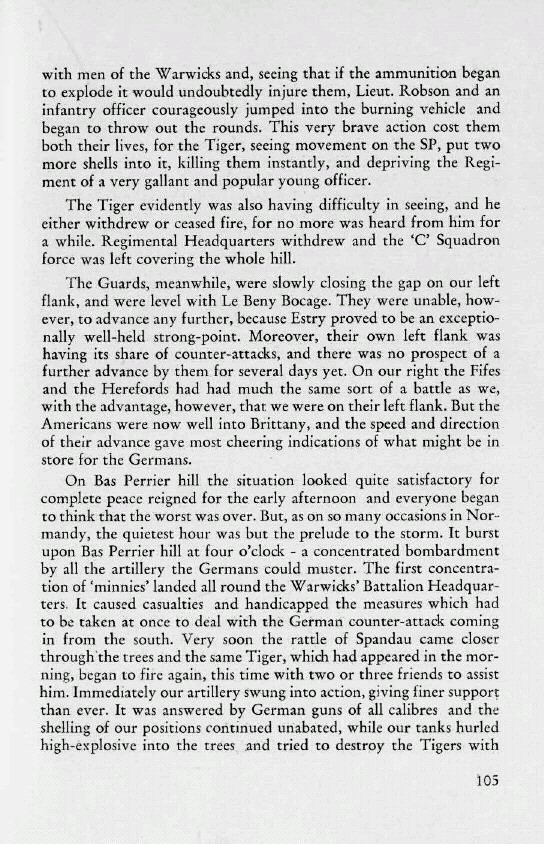 with men of the Warwicks and, seeing that if the ammunition began
to explode it would undoubtedly injure them, Lieut. Robson and an
infantry officer courageously jumped into the burning vehicle and
began to throw out the rounds. This very brave action cost them
both their lives, for the Tiger, seeing movement on the SP, put two
more shells into it, killing them instantly, and depriving the Regi-
ment of a very gallant and popular young officer.
The Tiger evidently was also having difficulty in seeing, and he
either withdrew or ceased fire, for no more was heard from him for
a while. Regimental Headquarters withdrew and the ‘C’ Squadron
force was left covering the whole hill.
The Guards, meanwhile, were slowly closing the gap on our left
flank, and were level with Le Beny Bocage. They were unable, how-
ever, to advance any further, because Estry proved to be an exceptio-
nally well-held strong-point. Moreover, their own left flank was
having its share of counter-attacks, and there was no prospect of a
further advance by them for several days yet. On our right the Fifes
and the Herefords had had much the same sort of a battle as we,
with the advantage, however, that we were on their left flank. But the
Americans were now well into Brittany, and the speed and direction
of their advance gave most cheering indications of what might be in
store for the Germans.
On Bas Perrier hill the situation looked quite satisfactory for
complete peace reigned for the early afternoon and everyone began
to think that the worst was over. But, as on so many occasions in Nor-
mandy, the quietest hour was but the prelude to the storm. It burst
upon Bas Perrier hill at four o’clock - a concentrated bombardment
by all the artillery the Germans could muster. The first concentra-
tion of ‘minnies’ landed all round the Warwicks’ Battalion Headquar-
ters. It caused casualties and handicapped the measures which had
to be taken at once to deal with the German counter-attack coming
in from the south. Very soon the rattle of Spandau came closer
through the trees and the same Tiger, which had appeared in the mor-
ning, began to fire again, this time with two or three friends to assist
him. Immediately our artillery swung into action, giving finer support
than ever. It was answered by German guns of all calibres and the
shelling of our positions continued unabated, while our tanks hurled
high-explosive into the trees and tried to destroy the Tigers with
105